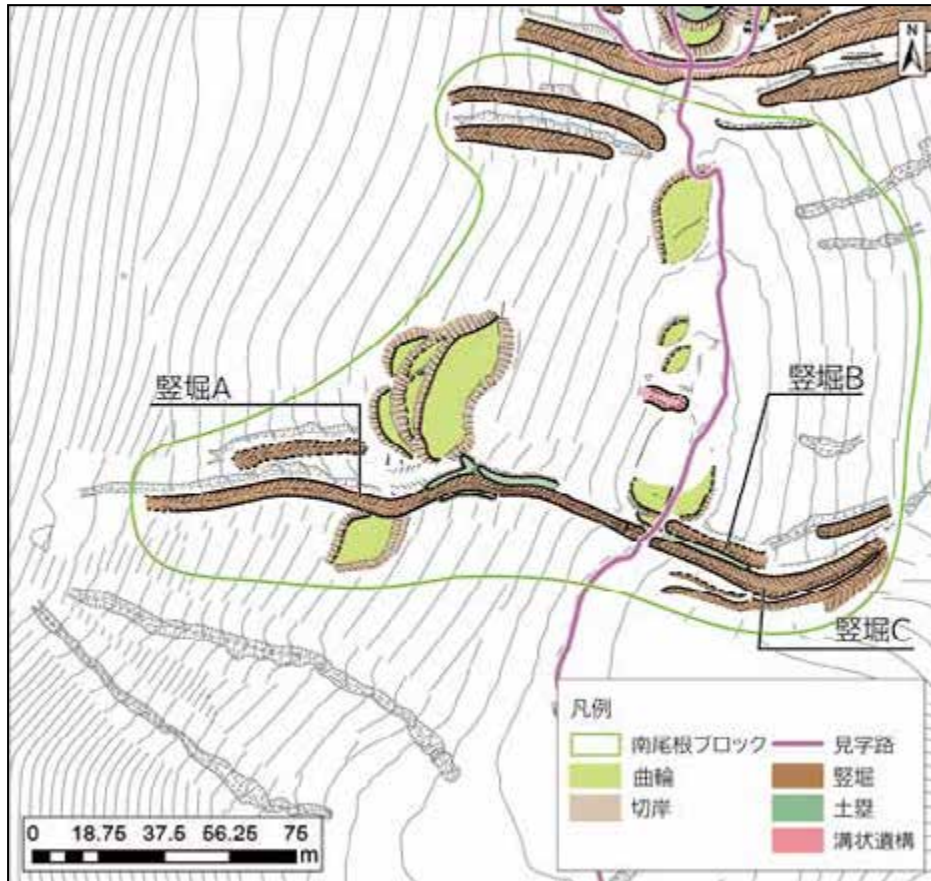 N
竪堀A
竪堀B
竪堀C
凡例
南尾根ブロック
見学路
曲輪
竪堀
切岸
土塁
溝状遺構
0 18.75 37.5 56.25 75
m